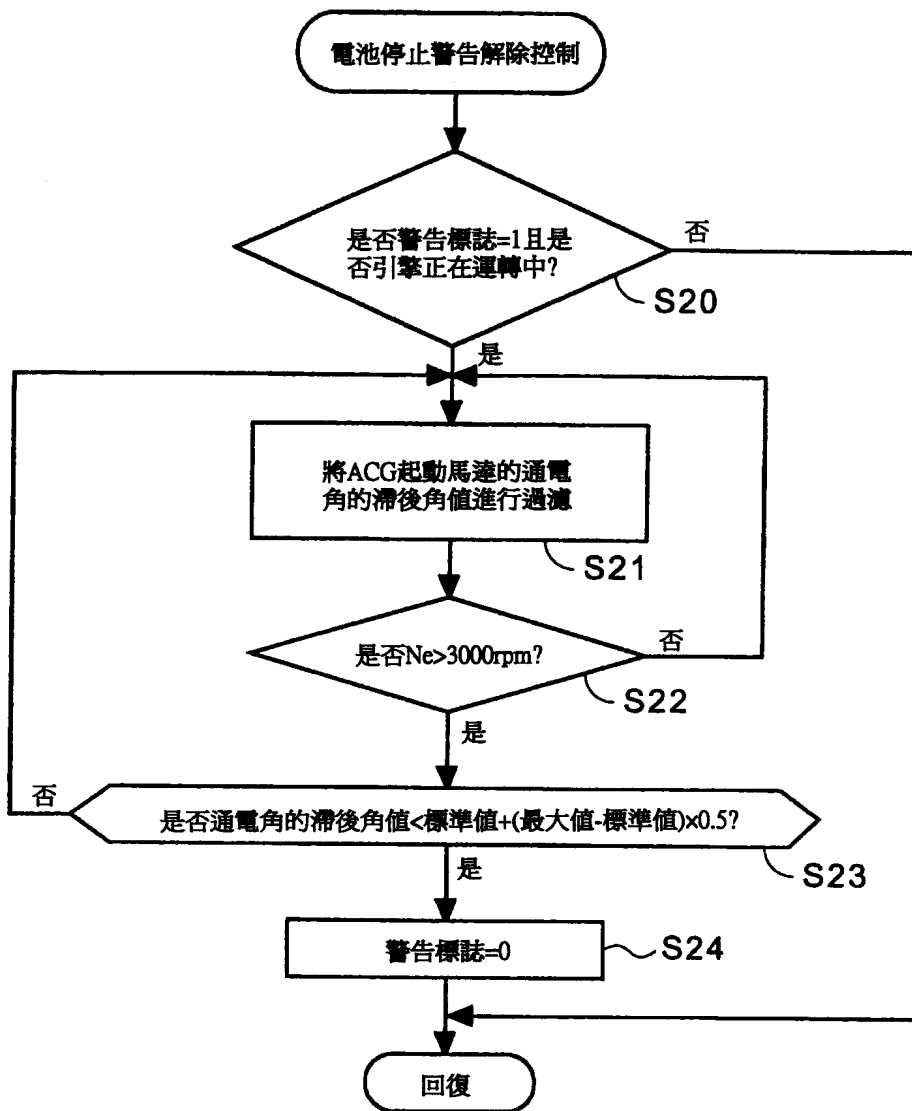 電池停止警告解除控制
是否警告標誌=1且是
否引擎正在運轉中?
否
S20
是
將ACG起動馬達的通電
角的滯後角值進行過濾
S21
是否Ne>3000rpm?
否
S22
是
否
是否通電角的滯後角值<標準值+(最大值-標準值)×0.5?
S23
是
警告標誌=0
S24
回復